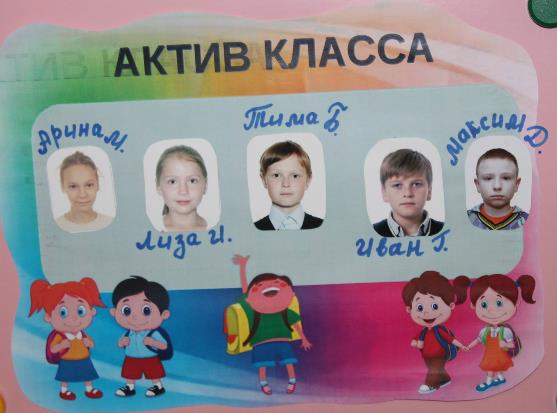 АКТИВ КЛАССА
Арина М.
Лиза И.
Тима Б.
Иван Г.
Максим Д.